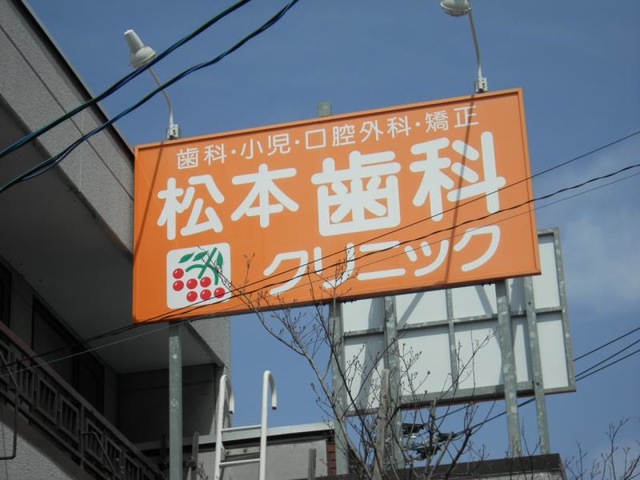 歯科・小児・口腔外科・矯正
松本歯科
クリニック